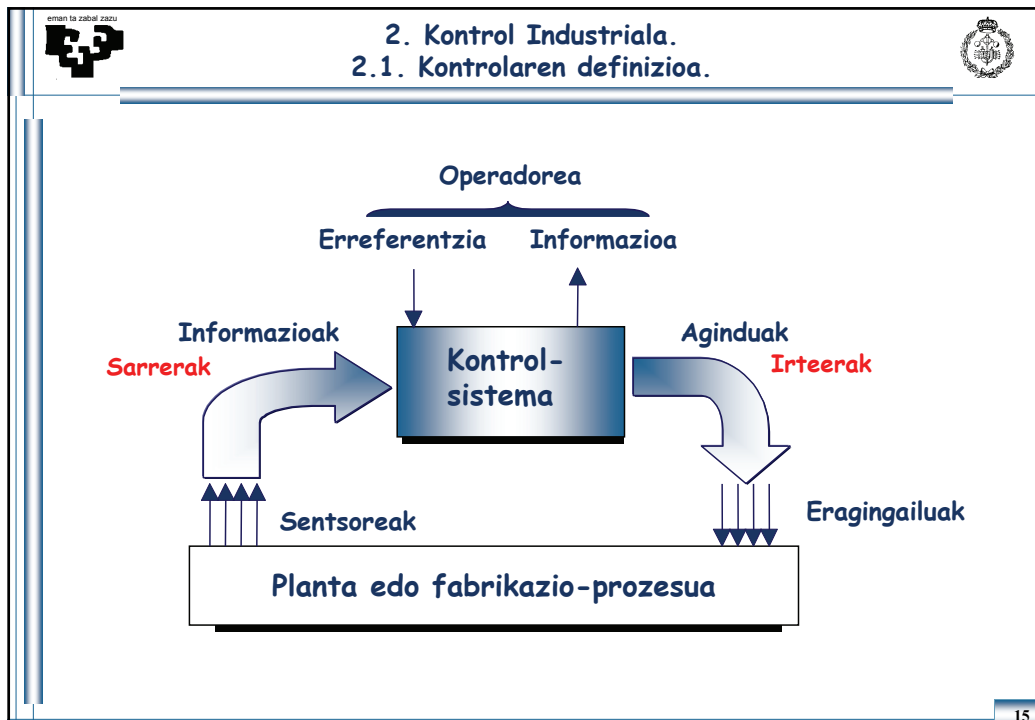 eman ta zabal zazu
2. Kontrol Industriala.
2.1. Kontrolaren definizioa.
Operadorea
Erreferentzia Informazioa
Informazioak
Sarrerak
Kontrol-
sistema
Aginduak
Irteerak
Sentsoreak
Eragingailuak
Planta edo fabrikazio-prozesua
15